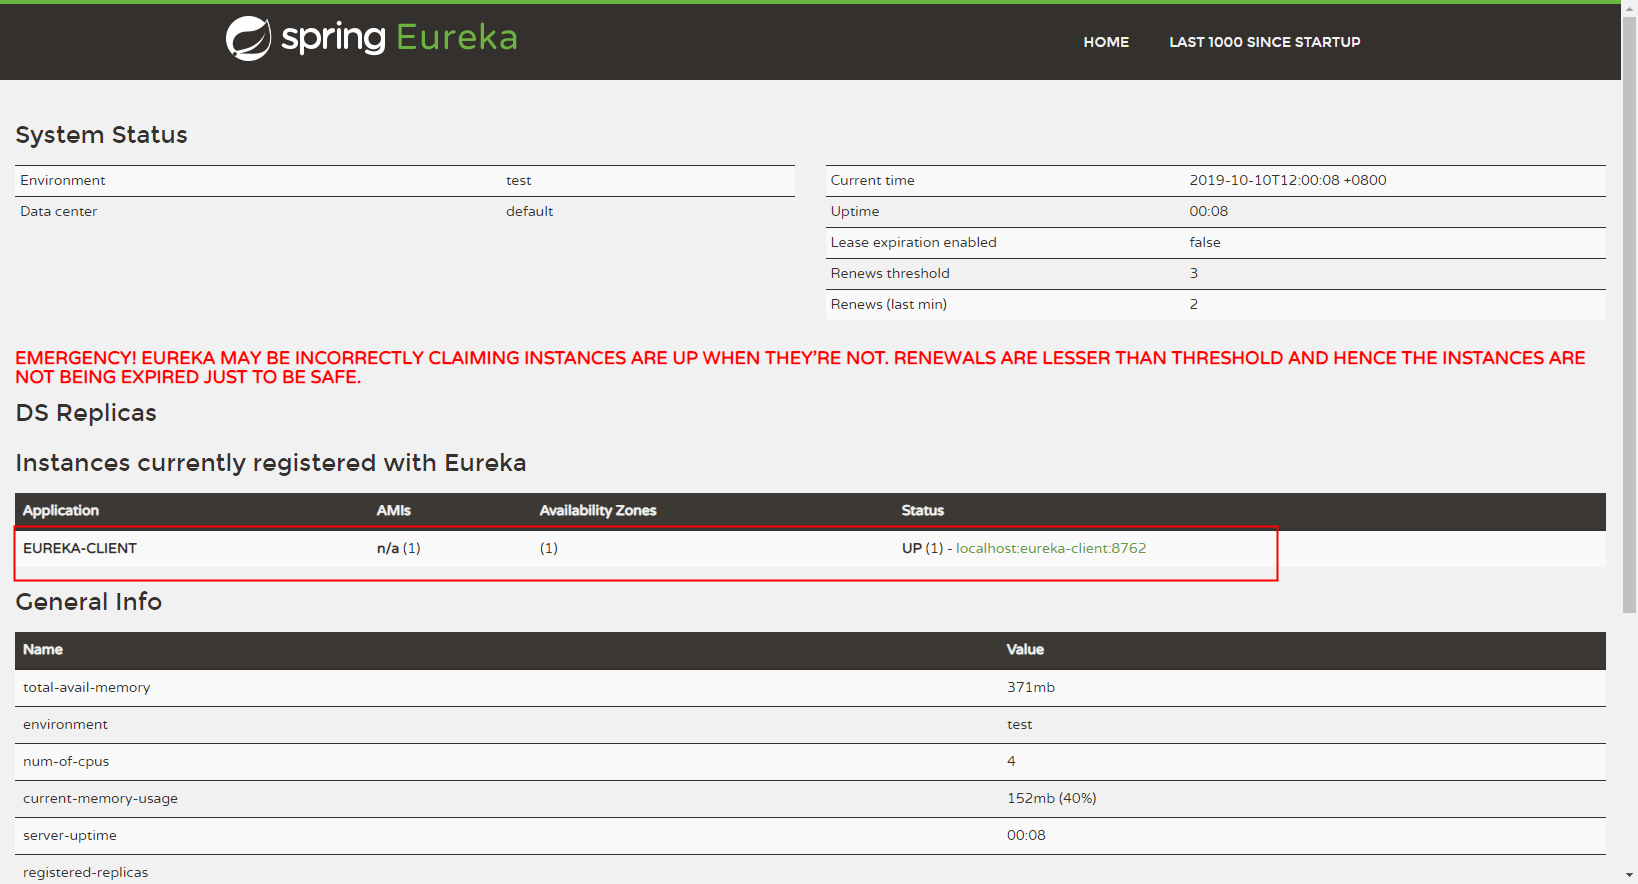 spring Eureka
HOME LAST 1000 SINCE STARTUP
System Status
Environment test
Data center default
Current time 2019-10-10T12:00:08 +0800
Uptime 00:08
Lease expiration enabled false
Renews threshold 3
Renews (last min) 2
EMERGENCY! EUREKA MAY BE INCORRECTLY CLAIMING INSTANCES ARE UP WHEN THEY'RE NOT. RENEWALS ARE LESSER THAN THRESHOLD AND HENCE THE INSTANCES ARE
NOT BEING EXPIRED JUST TO BE SAFE.
DS Replicas
Instances currently registered with Eureka
Application AMIs Availability Zones Status
EUREKA-CLIENT n/a (1) (1) UP (1) - localhost:eureka-client:8762
General Info
Name Value
total-avail-memory 371mb
environment test
num-of-cpus 4
current-memory-usage 152mb (40%)
server-uptime 00:08
registered-replicas